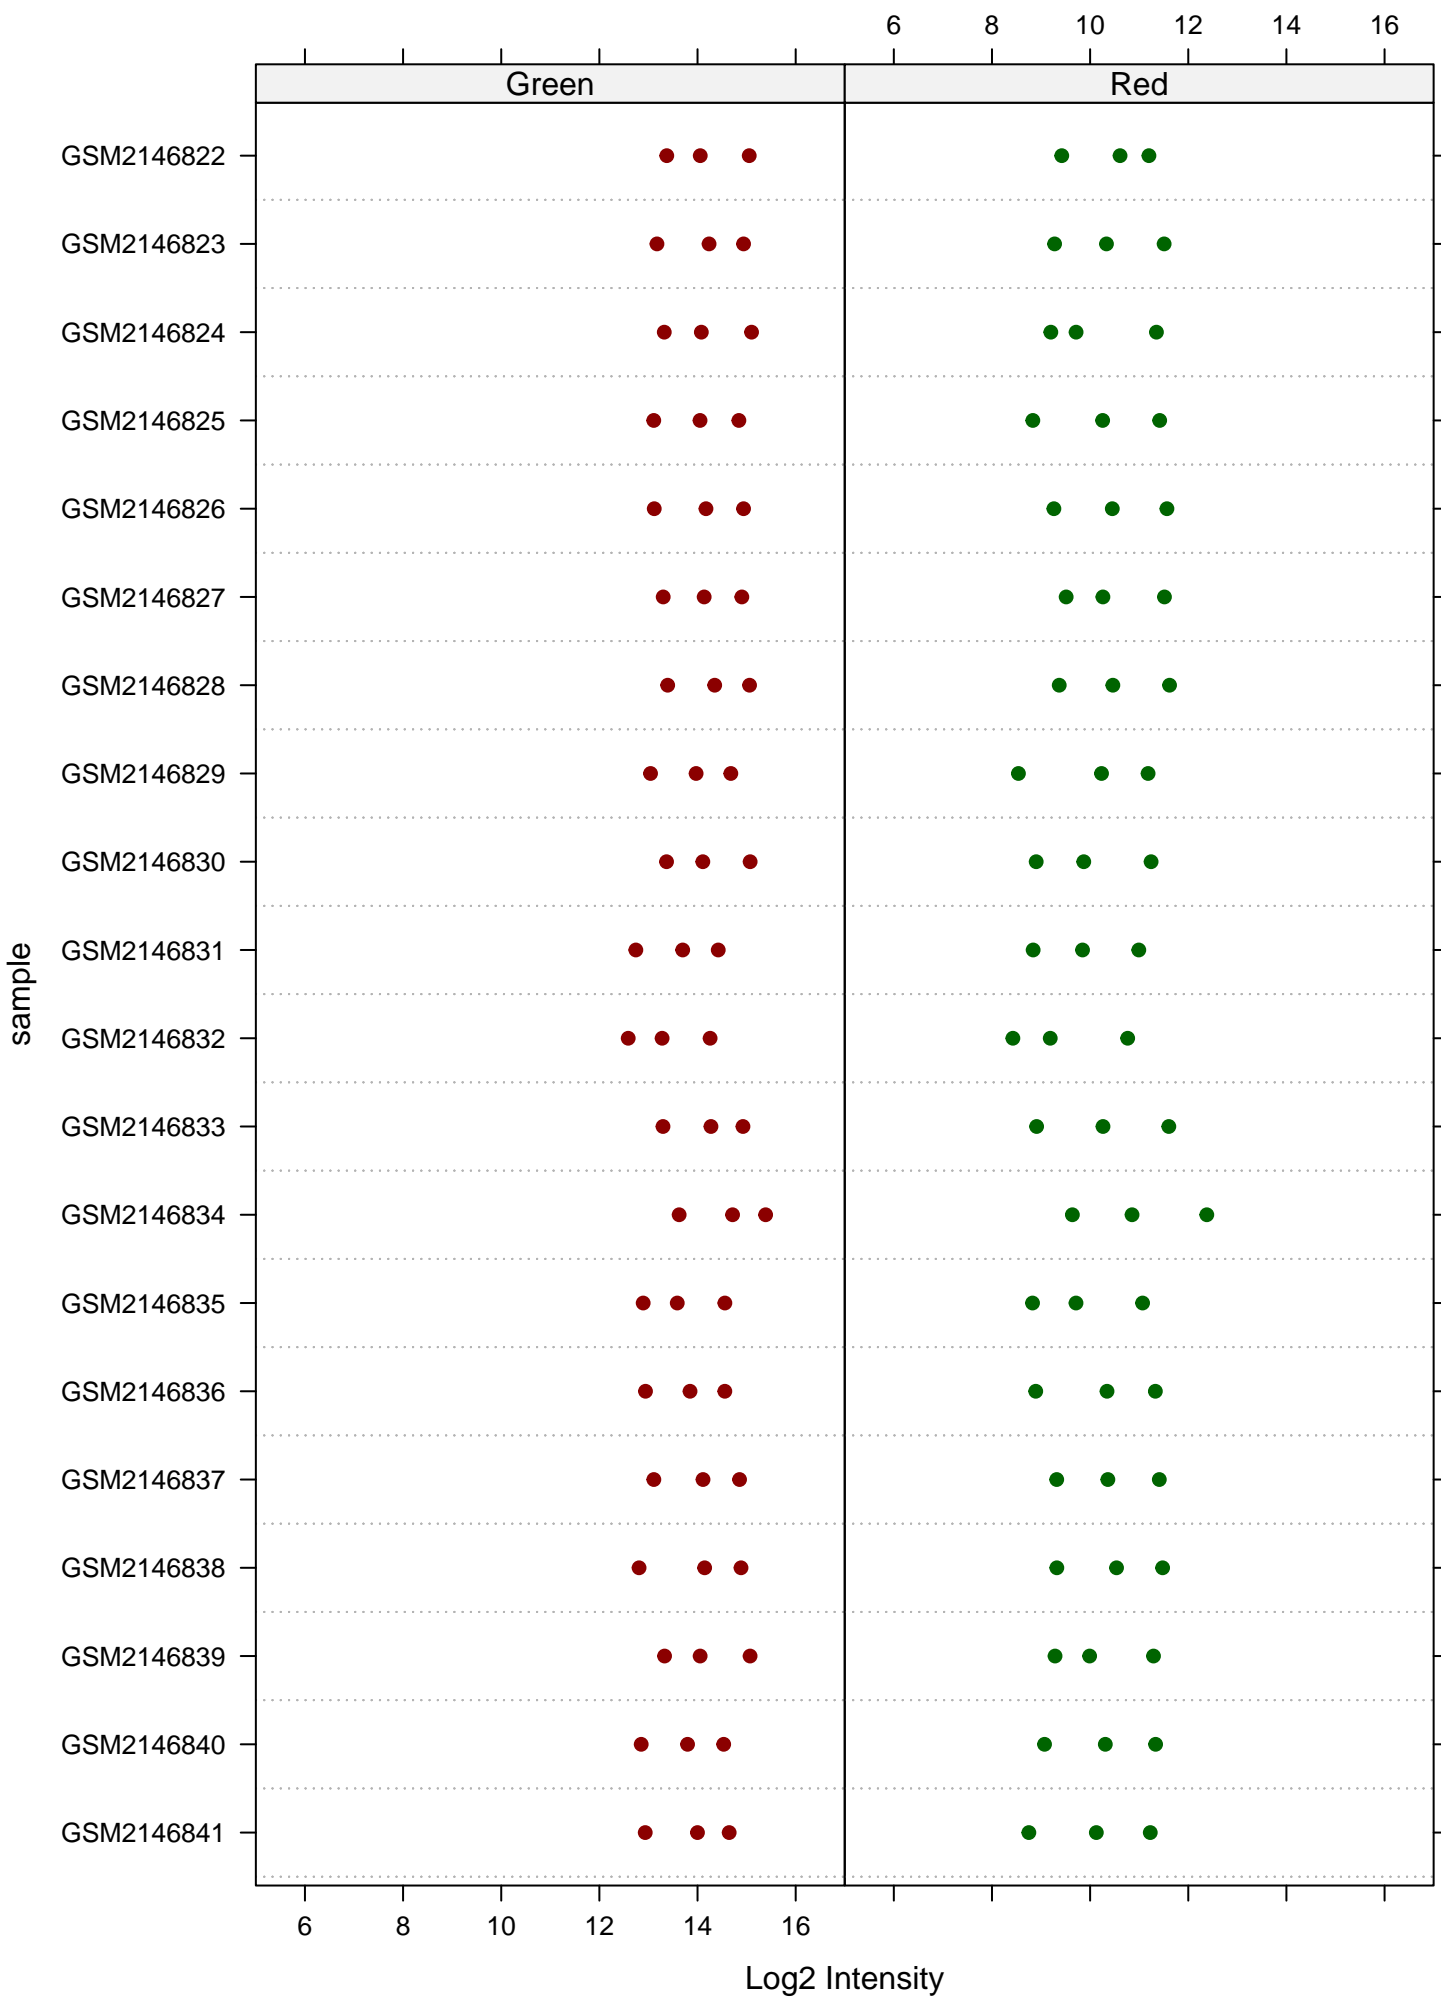 6 8 10 12 14 16
Green Red
GSM2146822
GSM2146823
GSM2146824
GSM2146825
GSM2146826
GSM2146827
GSM2146828
GSM2146829
GSM2146830
GSM2146831
sample
GSM2146832
GSM2146833
GSM2146834
GSM2146835
GSM2146836
GSM2146837
GSM2146838
GSM2146839
GSM2146840
GSM2146841
6 8 10 12 14 16
Log2 Intensity